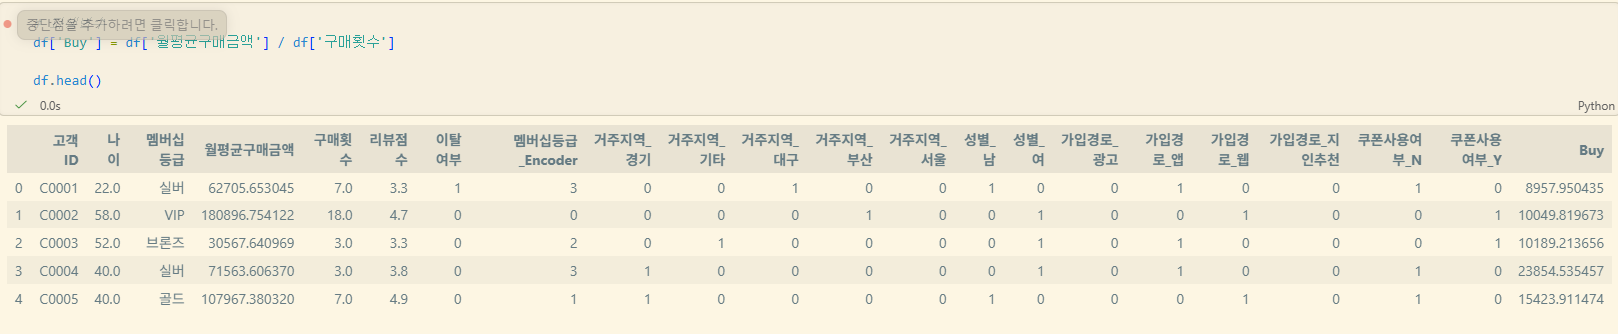 중단점을 추가하려면 클릭합니다.
df['Buy'] = df['월평균구매금액'] / df['구매횟수']
df.head()
0.0s
Python
고객ID 나이 멤버십등급 월평균구매금액 구매횟수 리뷰점수 이탈여부 멤버십등급_Encoder 거주지역_경기 거주지역_기타 거주지역_대구 거주지역_부산 거주지역_서울 성별_남 성별_여 가입경로_광고 가입경로_앱 가입경로_웹 가입경로_지인추천 쿠폰사용여부_N 쿠폰사용여부_Y Buy
0 C0001 22.0 실버 62705.653045 7.0 3.3 1 3 0 0 1 0 0 1 0 0 1 0 0 1 0 8957.950435
1 C0002 58.0 VIP 180896.754122 18.0 4.7 0 0 0 0 0 1 0 0 1 0 0 1 0 0 1 10049.819673
2 C0003 52.0 브론즈 30567.640969 3.0 3.3 0 2 0 1 0 0 0 0 1 0 1 0 0 0 1 10189.213656
3 C0004 40.0 실버 71563.606370 3.0 3.8 0 3 1 0 0 0 0 0 1 0 1 0 0 1 0 23854.535457
4 C0005 40.0 골드 107967.380320 7.0 4.9 0 1 1 0 0 0 0 1 0 0 0 1 0 1 0 15423.911474